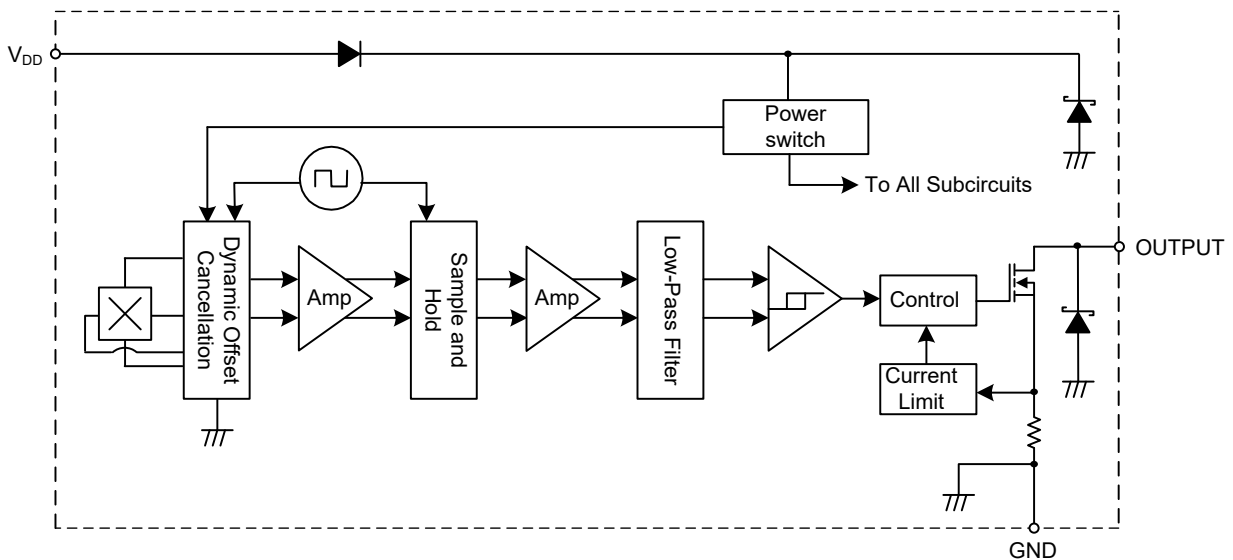 V_DD
Power
switch
To All Subcircuits
Dynamic Offset
Cancellation
Amp
Sample and
Hold
Amp
Low-Pass Filter
Control
OUTPUT
Current
Limit
GND